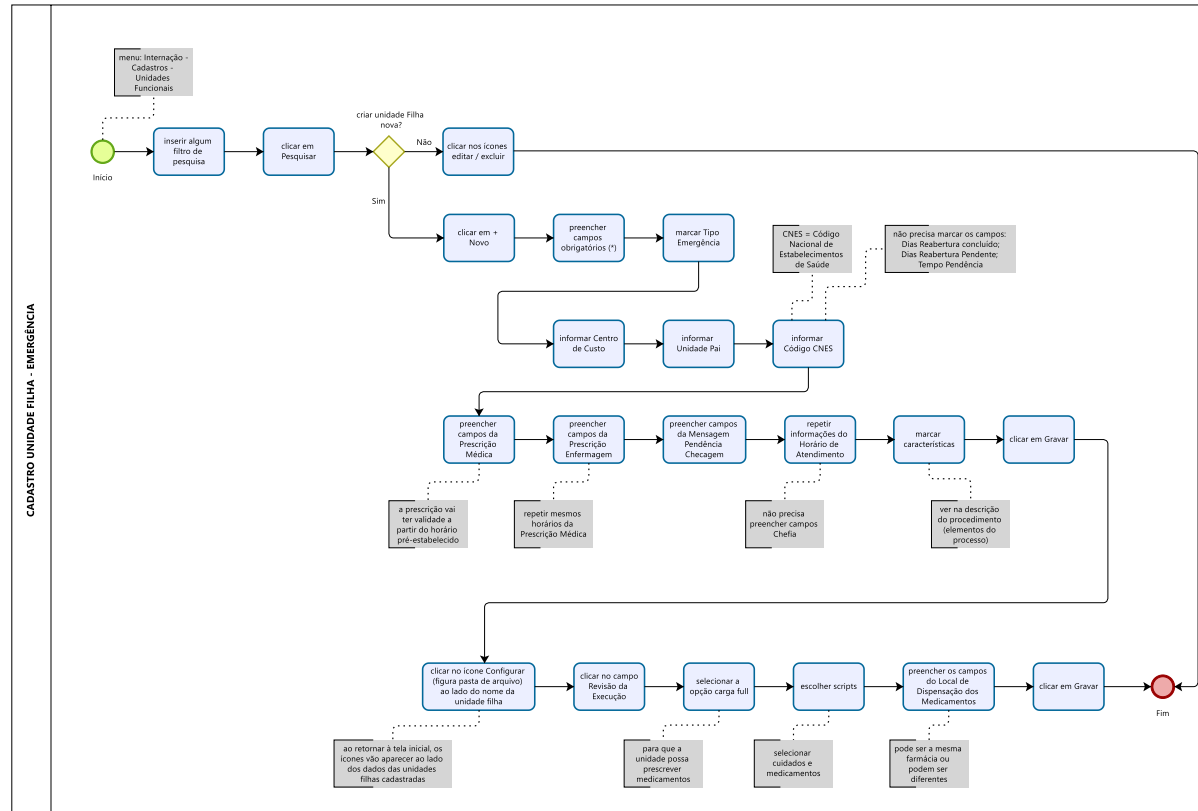 CADASTRO UNIDADE FILHA - EMERGÊNCIA
menu: Internação -
Cadastros -
Unidades
Funcionais
Início
inserir algum
filtro de
pesquisa
clicar em
Pesquisar
criar unidade Filha
nova?
Não
Sim
clicar nos ícones
editar / excluir
clicar em +
Novo
preencher
campos
obrigatórios (*)
marcar Tipo
Emergência
CNES = Código
Nacional de
Estabelecimentos
de Saúde
não precisa marcar os campos:
Dias Reabertura concluído;
Dias Reabertura Pendente;
Tempo Pendência
informar Centro
de Custo
informar
Unidade Pai
informar
Código CNES
preencher
campos da
Prescrição
Médica
preencher
campos da
Prescrição
Enfermagem
preencher campos
da Mensagem
Pendência
Checagem
repetir
informações do
Horário de
Atendimento
marcar
características
clicar em Gravar
a prescrição vai
ter validade a
partir do horário
pré-estabelecido
repetir mesmos
horários da
Prescrição Médica
não precisa
preencher campos
Chefia
ver na descrição
do procedimento
(elementos do
processo)
clicar no ícone Configurar
(figura pasta de arquivo)
ao lado do nome da
unidade filha
clicar no campo
Revisão da
Execução
selecionar a
opção carga full
escolher scripts
preencher os campos
do Local de
Dispensação dos
Medicamentos
clicar em Gravar
Fim
ao retornar à tela inicial, os
ícones vão aparecer ao lado
dos dados das unidades
filhas cadastradas
para que a
unidade possa
prescrever
medicamentos
selecionar
cuidados e
medicamentos
pode ser a mesma
farmácia ou
podem ser
diferentes